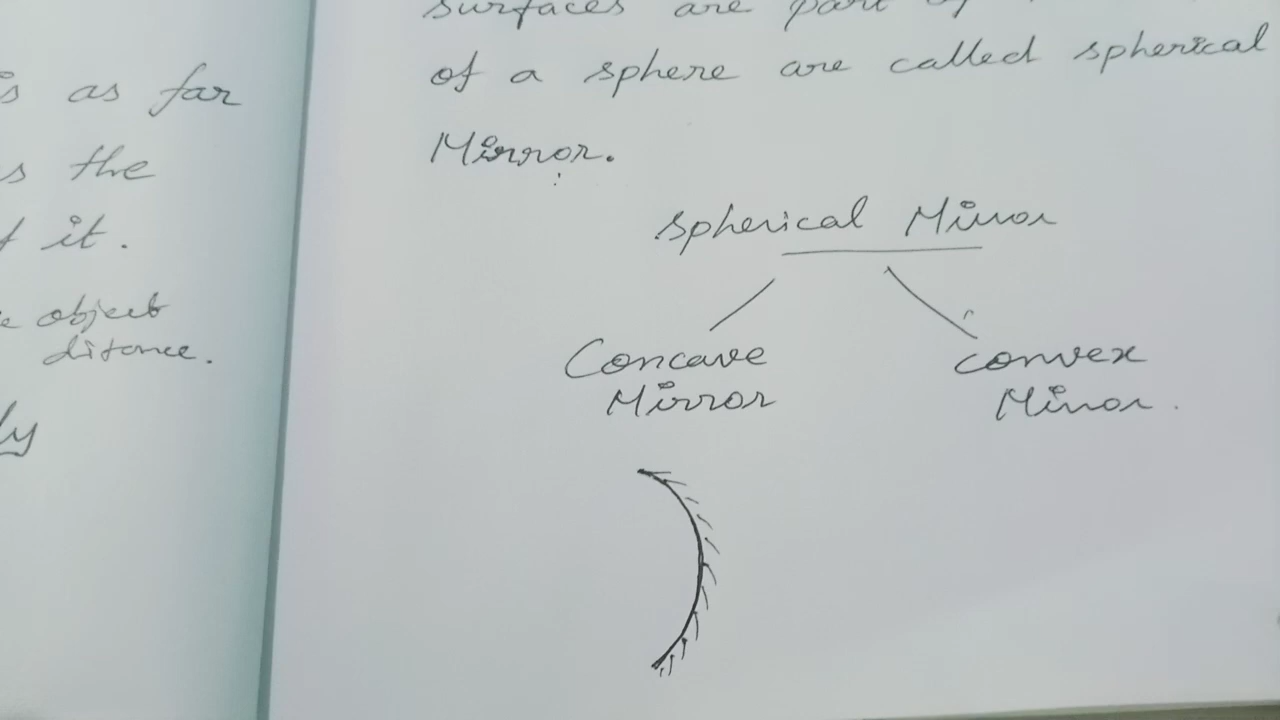 is as far
s the
f it.
e object
ditance.
ly
surfaces are part of
of a sphere are called spherical
Mirror.
Spherical Mirror
Concave convex
Mirror Mirror.